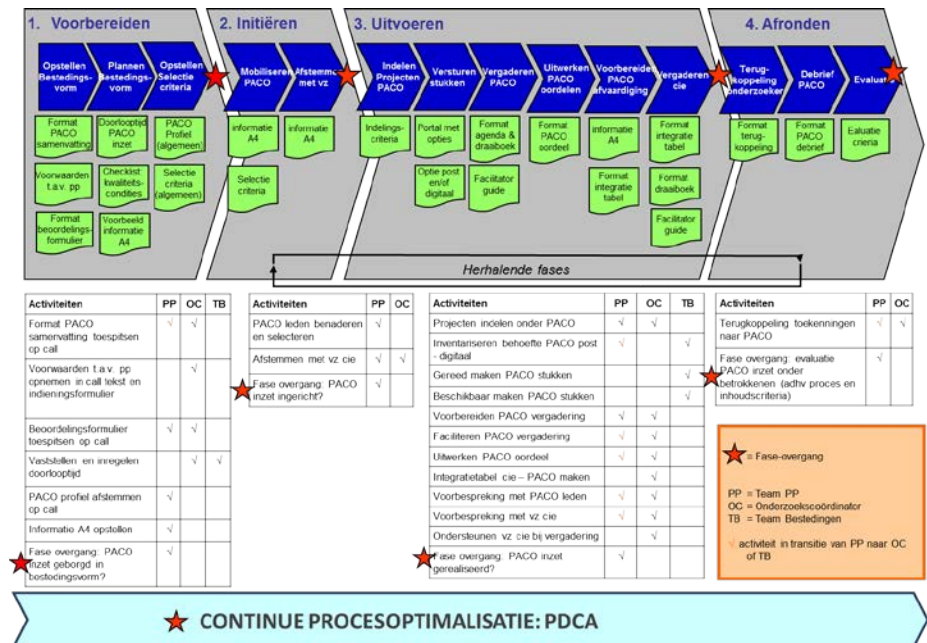 1. Voorbereiden
2. Initiëren
3. Uitvoeren
4. Afronden
Opstellen
Bestedings-
vorm
Plannen
Bestedings-
vorm
Opstellen
Selectie
criteria
Mobiliseren
PACO
Afstemmen
met vz
Indelen
Projecten
PACO
Versturen
stukken
Vergaderen
PACO
Uitwerken
PACO
oordelen
Voorbereiden
PACO
afvaardiging
Vergaderen
cie
Terug-
koppeling
onderzoeker
Debrief
PACO
Evaluat
Format
PACO
samenvatting
Doorlooptijd
PACO
inzet
PACO
Profiel
(algemeen)
informatie
A4
informatie
A4
Indelings-
criteria
Portal met
opties
Format
agenda &
draaiboek
Format
PACO
oordeel
informatie
A4
Format
integratie
tabel
Format
terug-
koppeling
Format
PACO
debrief
Ealuatie
crieria
Voorwaarden
t.a.v. pp
Checklist
kwaliteits-
condities
Selectie
criteria
(algemeen)
Selectie
criteria
Optie post
en/of
digitaal
Facilitator
guide
Format
integratie
tabel
Format
draaiboek
Format
beoordelings-
formulier
Voorbeeld
informatie
A4
Facilitator
guide
Herhalende fases
Activiteiten PP OC TB
Format PACO √ √
samenvatting toespitsen
op call
Voorwaarden t.a.v. pp √
opnemen in call tekst en
indieningsformulier
Beoordelingsformulier √ √
toespitsen op call
Vaststellen en inregelen √ √
doorlooptijd
PACO profiel afstemmen √
op call
Informatie A4 opstellen √
Fase overgang: PACO √
inzet geborgd in
bestedingsvorm?
Activiteiten PP OC
PACO leden benaderen √
en selecteren
Afstemmen met vz cie √ √
Fase overgang: PACO √
inzet ingericht?
Activiteiten PP OC TB
Projecten indelen onder PACO √ √
Inventariseren behoefte PACO post √ √
- digitaal
Gereed maken PACO stukken √
Beschikbaar maken PACO stukken √
Voorbereiden PACO vergadering √ √
Faciliteren PACO vergadering √ √
Uitwerken PACO oordeel √ √
Integratietabel cie – PACO maken √
Voorbespreking met PACO leden √ √
Voorbespreking met vz cie √ √
Ondersteunen vz cie bij vergadering √
Fase overgang: PACO inzet √
gerealiseerd?
Activiteiten PP OC
Terugkoppeling toekenningen √ √
naar PACO
Fase overgang: evaluatie √
PACO inzet onder
betrokkenen (adhv proces en
inhoudscriteria)
= Fase-overgang
PP = Team PP
OC = Onderzoekscoördinator
TB = Team Bestedingen
√ activiteit in transitie van PP naar OC
of TB
CONTINUE PROCESOPTIMALISATIE: PDCA